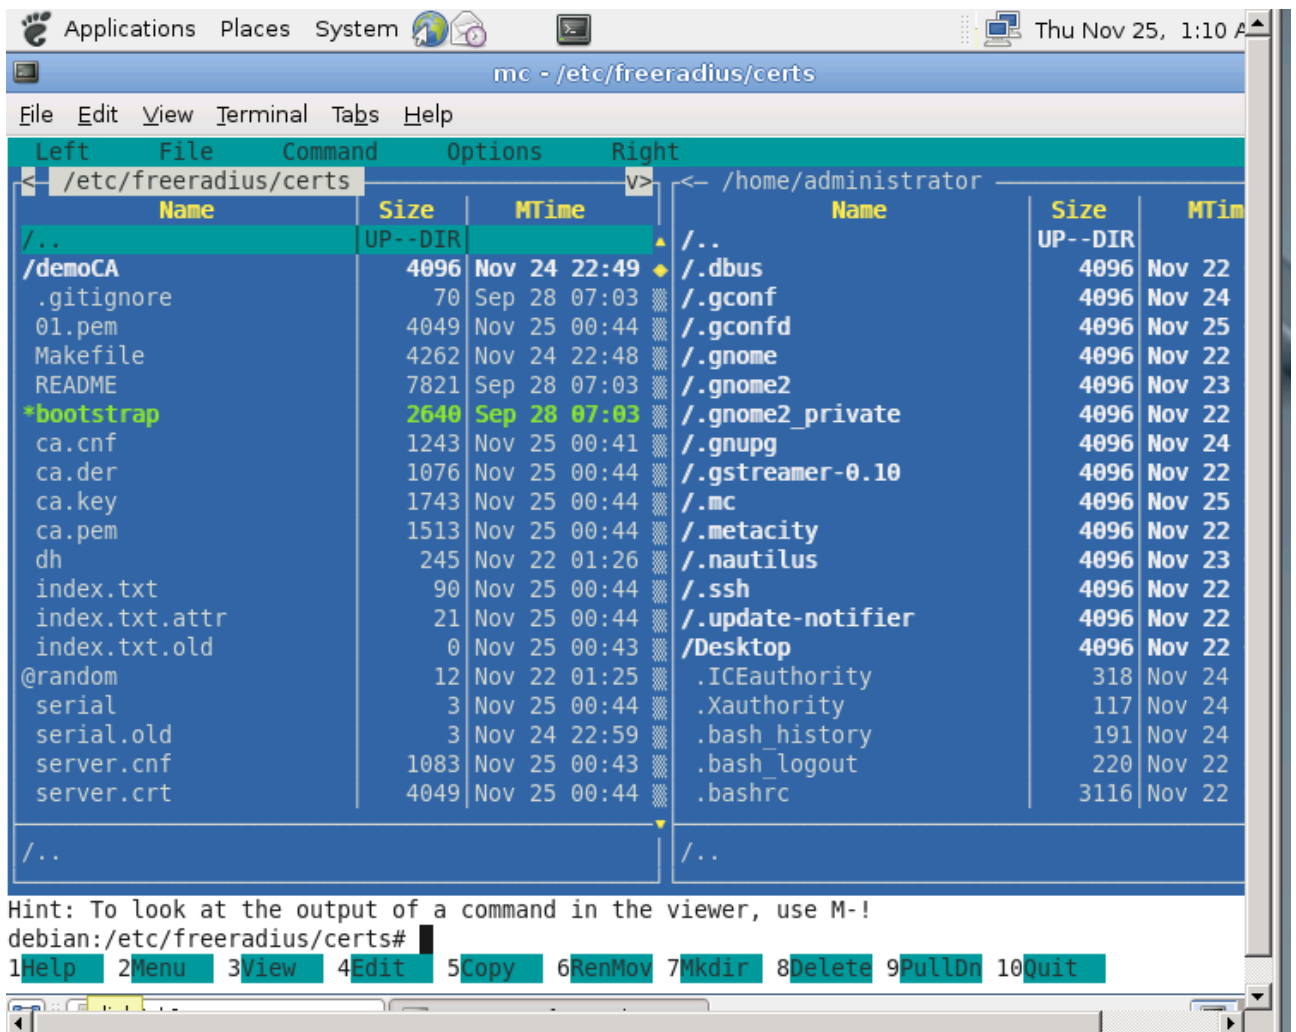 Applications Places System Thu Nov 25, 1:10
mc - /etc/freeradius/certs
File Edit View Terminal Tabs Help
Left File Command Options Right
<- /etc/freeradius/certs v> <- /home/administrator
Name Size MTime Name Size MTim
/.. UP--DIR /.. UP--DIR
/demoCA 4096 Nov 24 22:49 /.dbus 4096 Nov 22
.gitignore 70 Sep 28 07:03 /.gconf 4096 Nov 24
01.pem 4049 Nov 25 00:44 /.gconfd 4096 Nov 25
Makefile 4262 Nov 24 22:48 /.gnome 4096 Nov 22
README 7821 Sep 28 07:03 /.gnome2 4096 Nov 23
*bootstrap 2640 Sep 28 07:03 /.gnome2_private 4096 Nov 22
ca.cnf 1243 Nov 25 00:41 /.gnupg 4096 Nov 24
ca.der 1076 Nov 25 00:44 /.gstreamer-0.10 4096 Nov 22
ca.key 1743 Nov 25 00:44 /.mc 4096 Nov 25
ca.pem 1513 Nov 25 00:44 /.metacity 4096 Nov 22
dh 245 Nov 22 01:26 /.nautilus 4096 Nov 23
index.txt 90 Nov 25 00:44 /.ssh 4096 Nov 22
index.txt.attr 21 Nov 25 00:44 /.update-notifier 4096 Nov 22
index.txt.old 0 Nov 25 00:43 /Desktop 4096 Nov 22
@random 12 Nov 22 01:25 .ICEauthority 318 Nov 24
serial 3 Nov 25 00:44 .Xauthority 117 Nov 24
serial.old 3 Nov 24 22:59 .bash_history 191 Nov 24
server.cnf 1083 Nov 25 00:43 .bash_logout 220 Nov 22
server.crt 4049 Nov 25 00:44 .bashrc 3116 Nov 22
/.. /..
Hint: To look at the output of a command in the viewer, use M-!
debian:/etc/freeradius/certs#
1Help 2Menu 3View 4Edit 5Copy 6RenMov 7Mkdir 8Delete 9PullDn 10Quit